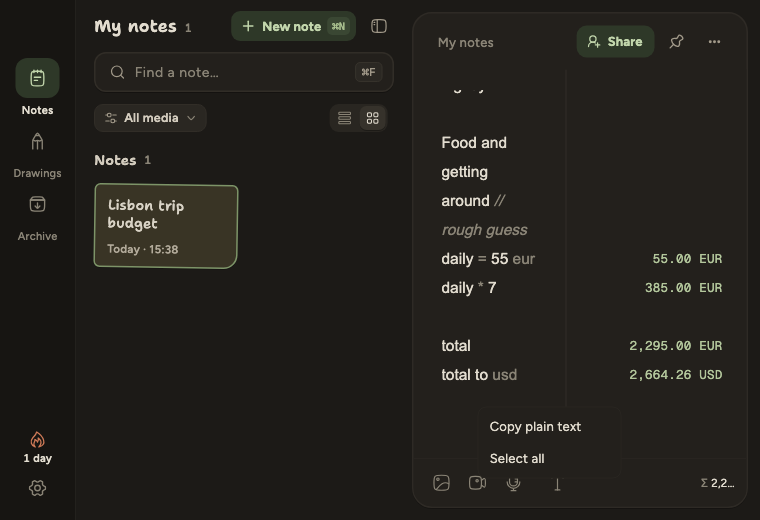 My notes 1
New note ⌘N
Find a note... ⌘F
All media
Notes 1
Lisbon trip
budget
Today · 15:38
Notes
Drawings
Archive
1 day
My notes
Share
Food and
getting
around //
rough guess
daily = 55 eur 55.00 EUR
daily * 7 385.00 EUR
total 2,295.00 EUR
total to usd 2,664.26 USD
Copy plain text
Select all
Σ 2,2...